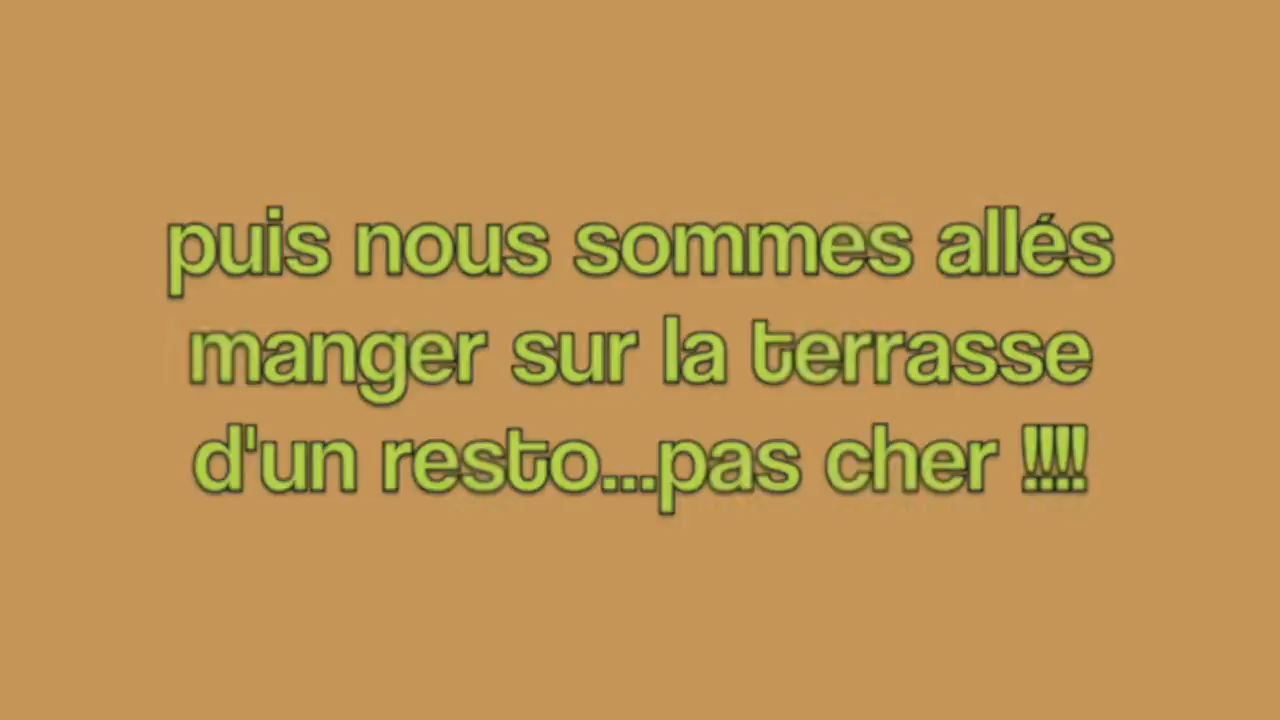 puis nous sommes allés
manger sur la terrasse
d'un resto...pas cher !!!!